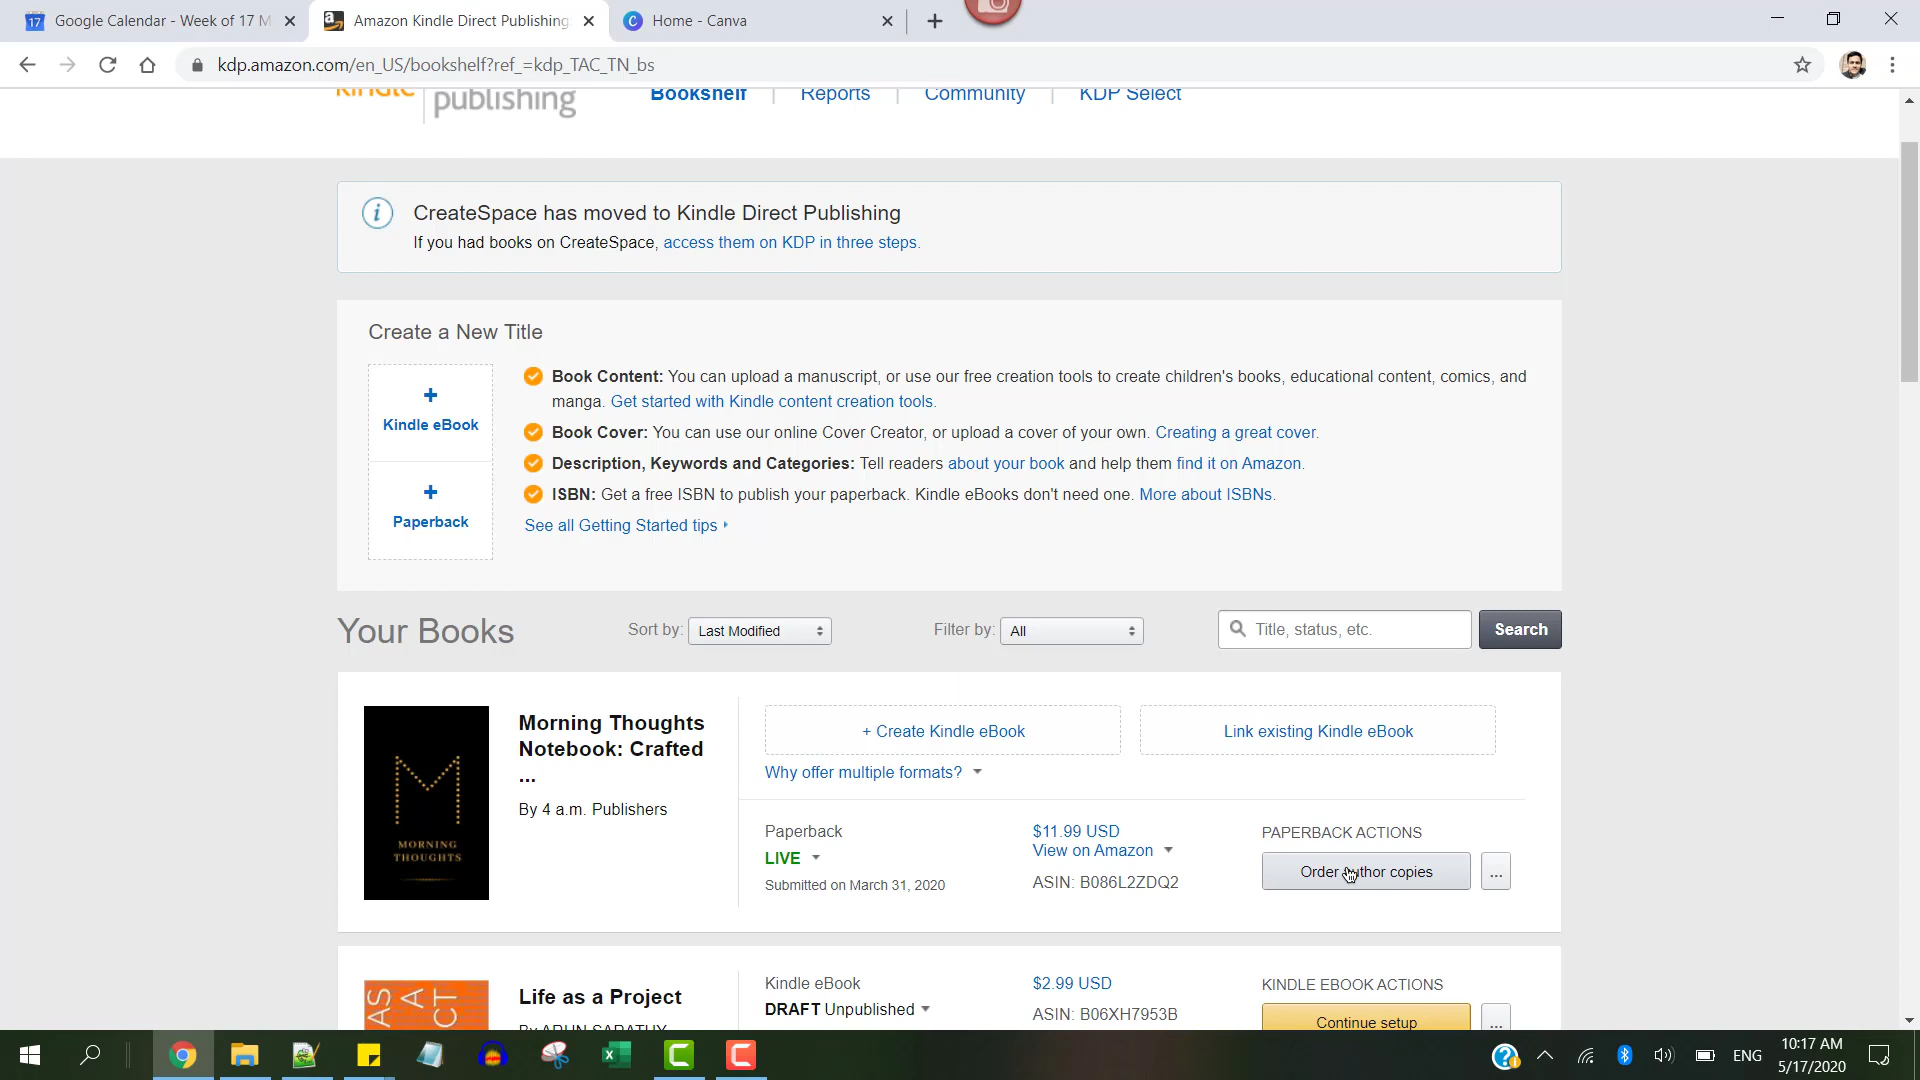 17 Google Calendar - Week of 17 M
Amazon Kindle Direct Publishing
Home - Canva
kdp.amazon.com/en_US/bookshelf?ref_=kdp_TAC_TN_bs
kindle publishing Bookshelf Reports Community KDP Select
i CreateSpace has moved to Kindle Direct Publishing
If you had books on CreateSpace, access them on KDP in three steps.
Create a New Title
+
Kindle eBook
+
Paperback
Book Content: You can upload a manuscript, or use our free creation tools to create children's books, educational content, comics, and
manga. Get started with Kindle content creation tools.
Book Cover: You can use our online Cover Creator, or upload a cover of your own. Creating a great cover.
Description, Keywords and Categories: Tell readers about your book and help them find it on Amazon.
ISBN: Get a free ISBN to publish your paperback. Kindle eBooks don't need one. More about ISBNs.
See all Getting Started tips
Your Books Sort by: Last Modified Filter by: All Title, status, etc. Search
M
MORNING
THOUGHTS
Morning Thoughts
Notebook: Crafted
...
By 4 a.m. Publishers
+ Create Kindle eBook Link existing Kindle eBook
Why offer multiple formats?
Paperback
LIVE
Submitted on March 31, 2020
$11.99 USD
View on Amazon
ASIN: B086L2ZDQ2
PAPERBACK ACTIONS
Order author copies ...
AS
A
CT
Life as a Project
By ARUN SARATHY
Kindle eBook
DRAFT Unpublished
$2.99 USD
ASIN: B06XH7953B
KINDLE EBOOK ACTIONS
Continue setup ...
ENG
10:17 AM
5/17/2020